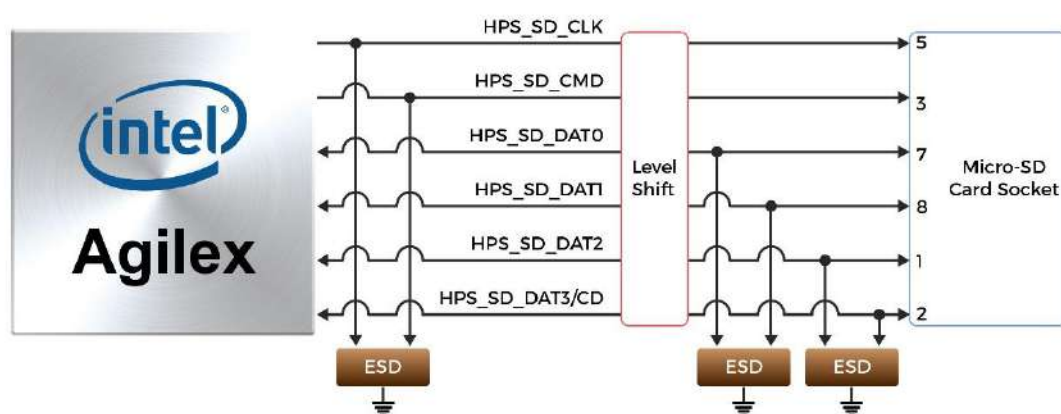 intel®
Agilex
HPS_SD_CLK
HPS_SD_CMD
HPS_SD_DAT0
HPS_SD_DAT1
HPS_SD_DAT2
HPS_SD_DAT3/CD
Level
Shift
5
3
7
8
1
2
Micro-SD
Card Socket
ESD
ESD
ESD